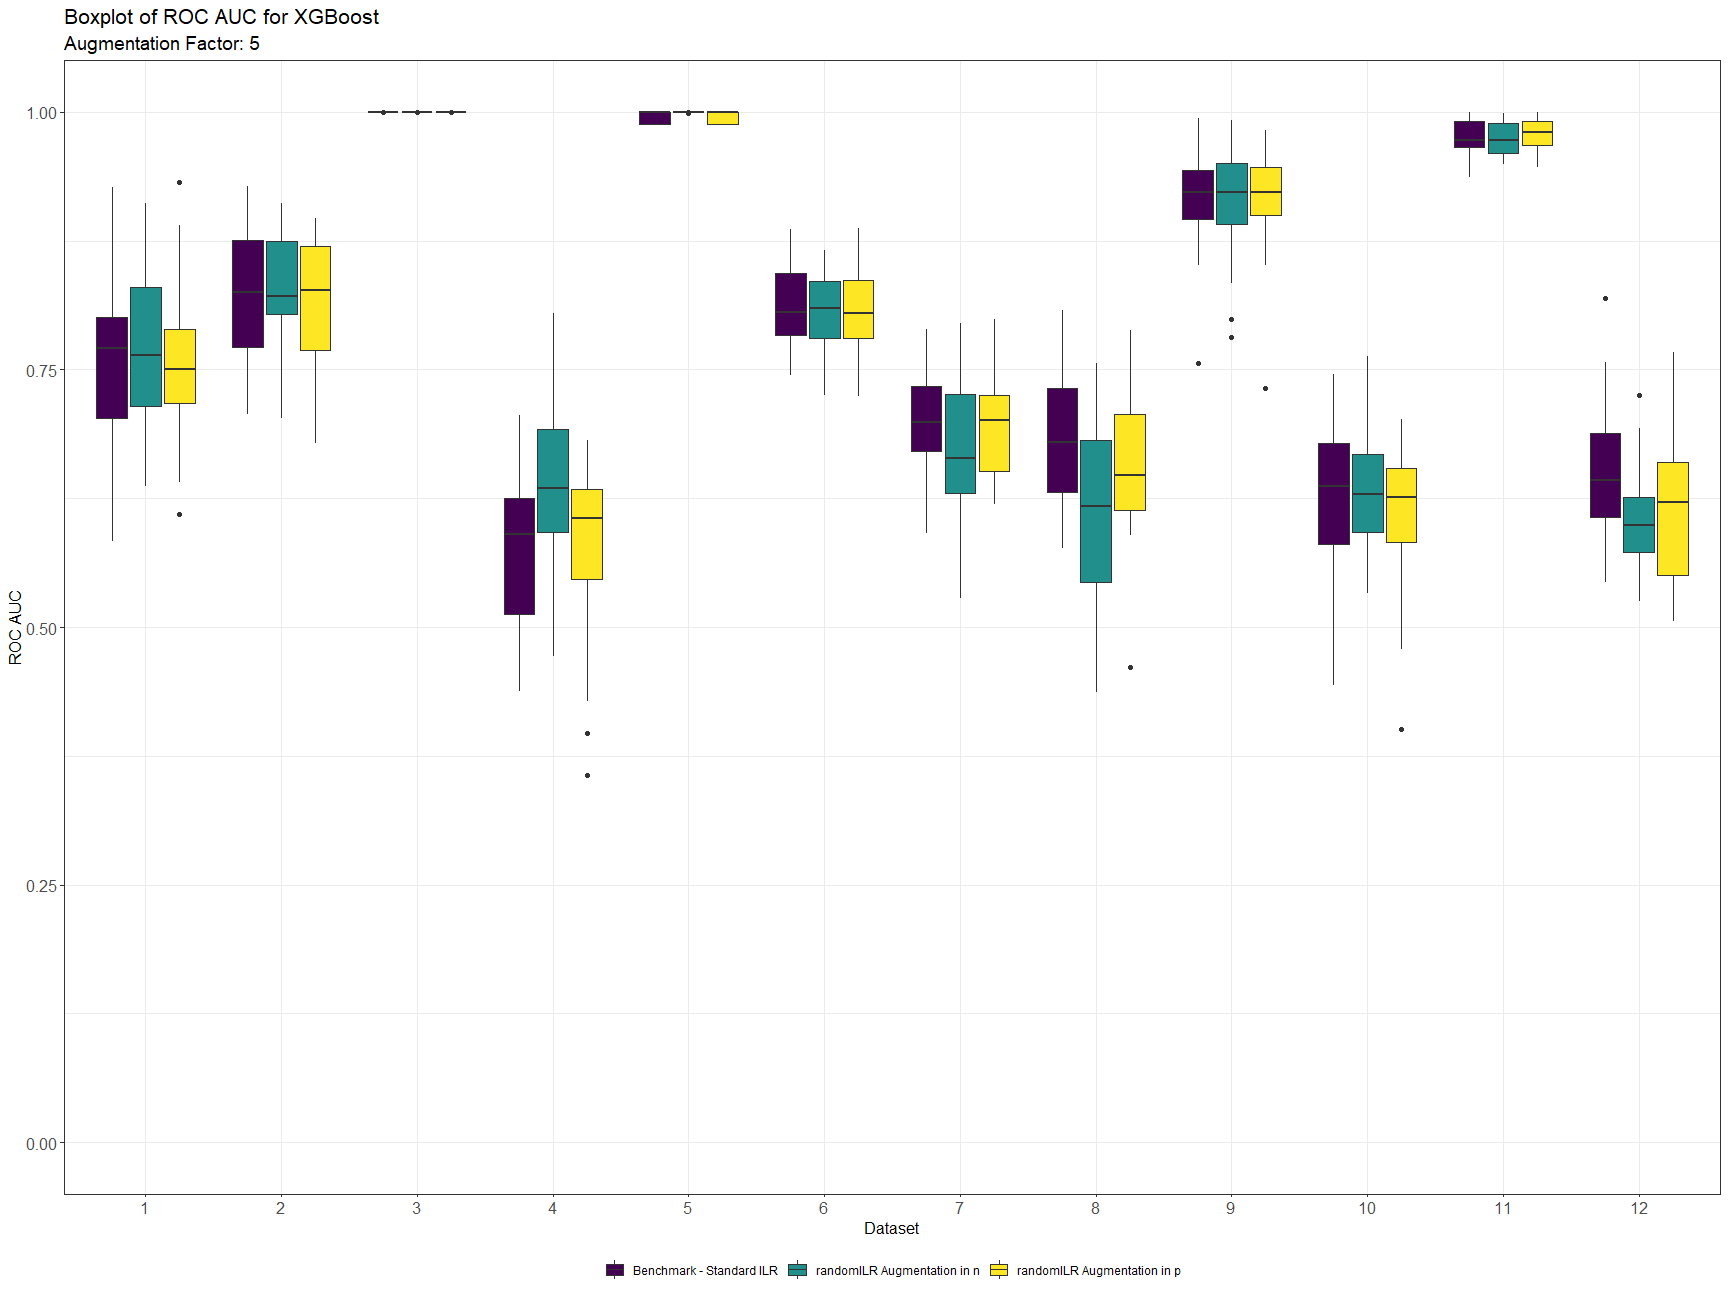 Boxplot of ROC AUC for XGBoost
Augmentation Factor: 5
ROC AUC
1.00
0.75
0.50
0.25
0.00
1 2 3 4 5 6 7 8 9 10 11 12
Dataset
Benchmark - Standard ILR randomILR Augmentation in n randomILR Augmentation in p